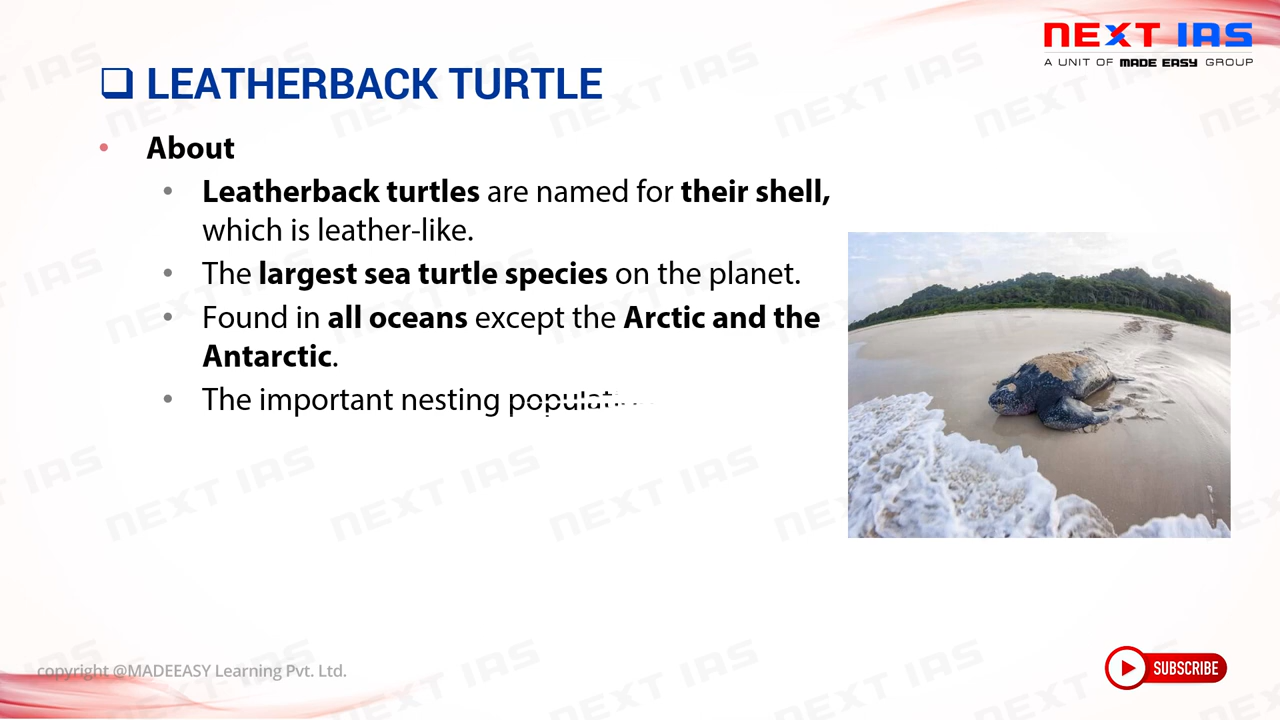 NEXT IAS
A UNIT OF MADE EASY GROUP
❑ LEATHERBACK TURTLE
• About
• Leatherback turtles are named for their shell,
which is leather-like.
• The largest sea turtle species on the planet.
• Found in all oceans except the Arctic and the
Antarctic.
• The important nesting
copyright @MADEEASY Learning Pvt. Ltd.
SUBSCRIBE